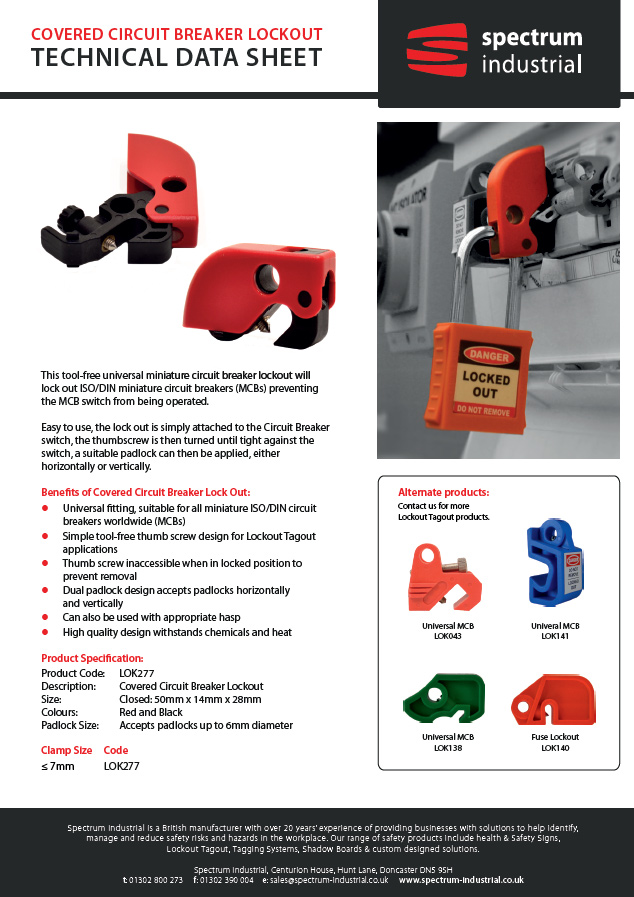 COVERED CIRCUIT BREAKER LOCKOUT
TECHNICAL DATA SHEET
spectrum
industrial
DANGER
LOCKED
OUT
DO NOT REMOVE
This tool-free universal miniature circuit breaker lockout will
lock out ISO/DIN miniature circuit breakers (MCBs) preventing
the MCB switch from being operated.
Easy to use, the lock out is simply attached to the Circuit Breaker
switch, the thumbscrew is then turned until tight against the
switch, a suitable padlock can then be applied, either
horizontally or vertically.
Benefits of Covered Circuit Breaker Lock Out:
● Universal fitting, suitable for all miniature ISO/DIN circuit
breakers worldwide (MCBs)
● Simple tool-free thumb screw design for Lockout Tagout
applications
● Thumb screw inaccessible when in locked position to
prevent removal
● Dual padlock design accepts padlocks horizontally
and vertically
● Can also be used with appropriate hasp
● High quality design withstands chemicals and heat
Product Specification:
Product Code: LOK277
Description: Covered Circuit Breaker Lockout
Size: Closed: 50mm x 14mm x 28mm
Colours: Red and Black
Padlock Size: Accepts padlocks up to 6mm diameter
Clamp Size Code
≤ 7mm LOK277
Alternate products:
Contact us for more
Lockout Tagout products.
Universal MCB
LOK043
Univeral MCB
LOK141
Universal MCB
LOK138
Fuse Lockout
LOK140
Spectrum Industrial is a British manufacturer with over 20 years' experience of providing businesses with solutions to help identify,
manage and reduce safety risks and hazards in the workplace. Our range of safety products include health & Safety Signs,
Lockout Tagout, Tagging Systems, Shadow Boards & custom designed solutions.
Spectrum Industrial, Centurion House, Hunt Lane, Doncaster DN5 9SH
t: 01302 800 273 f: 01302 390 004 e: sales@spectrum-industrial.co.uk www.spectrum-industrial.co.uk